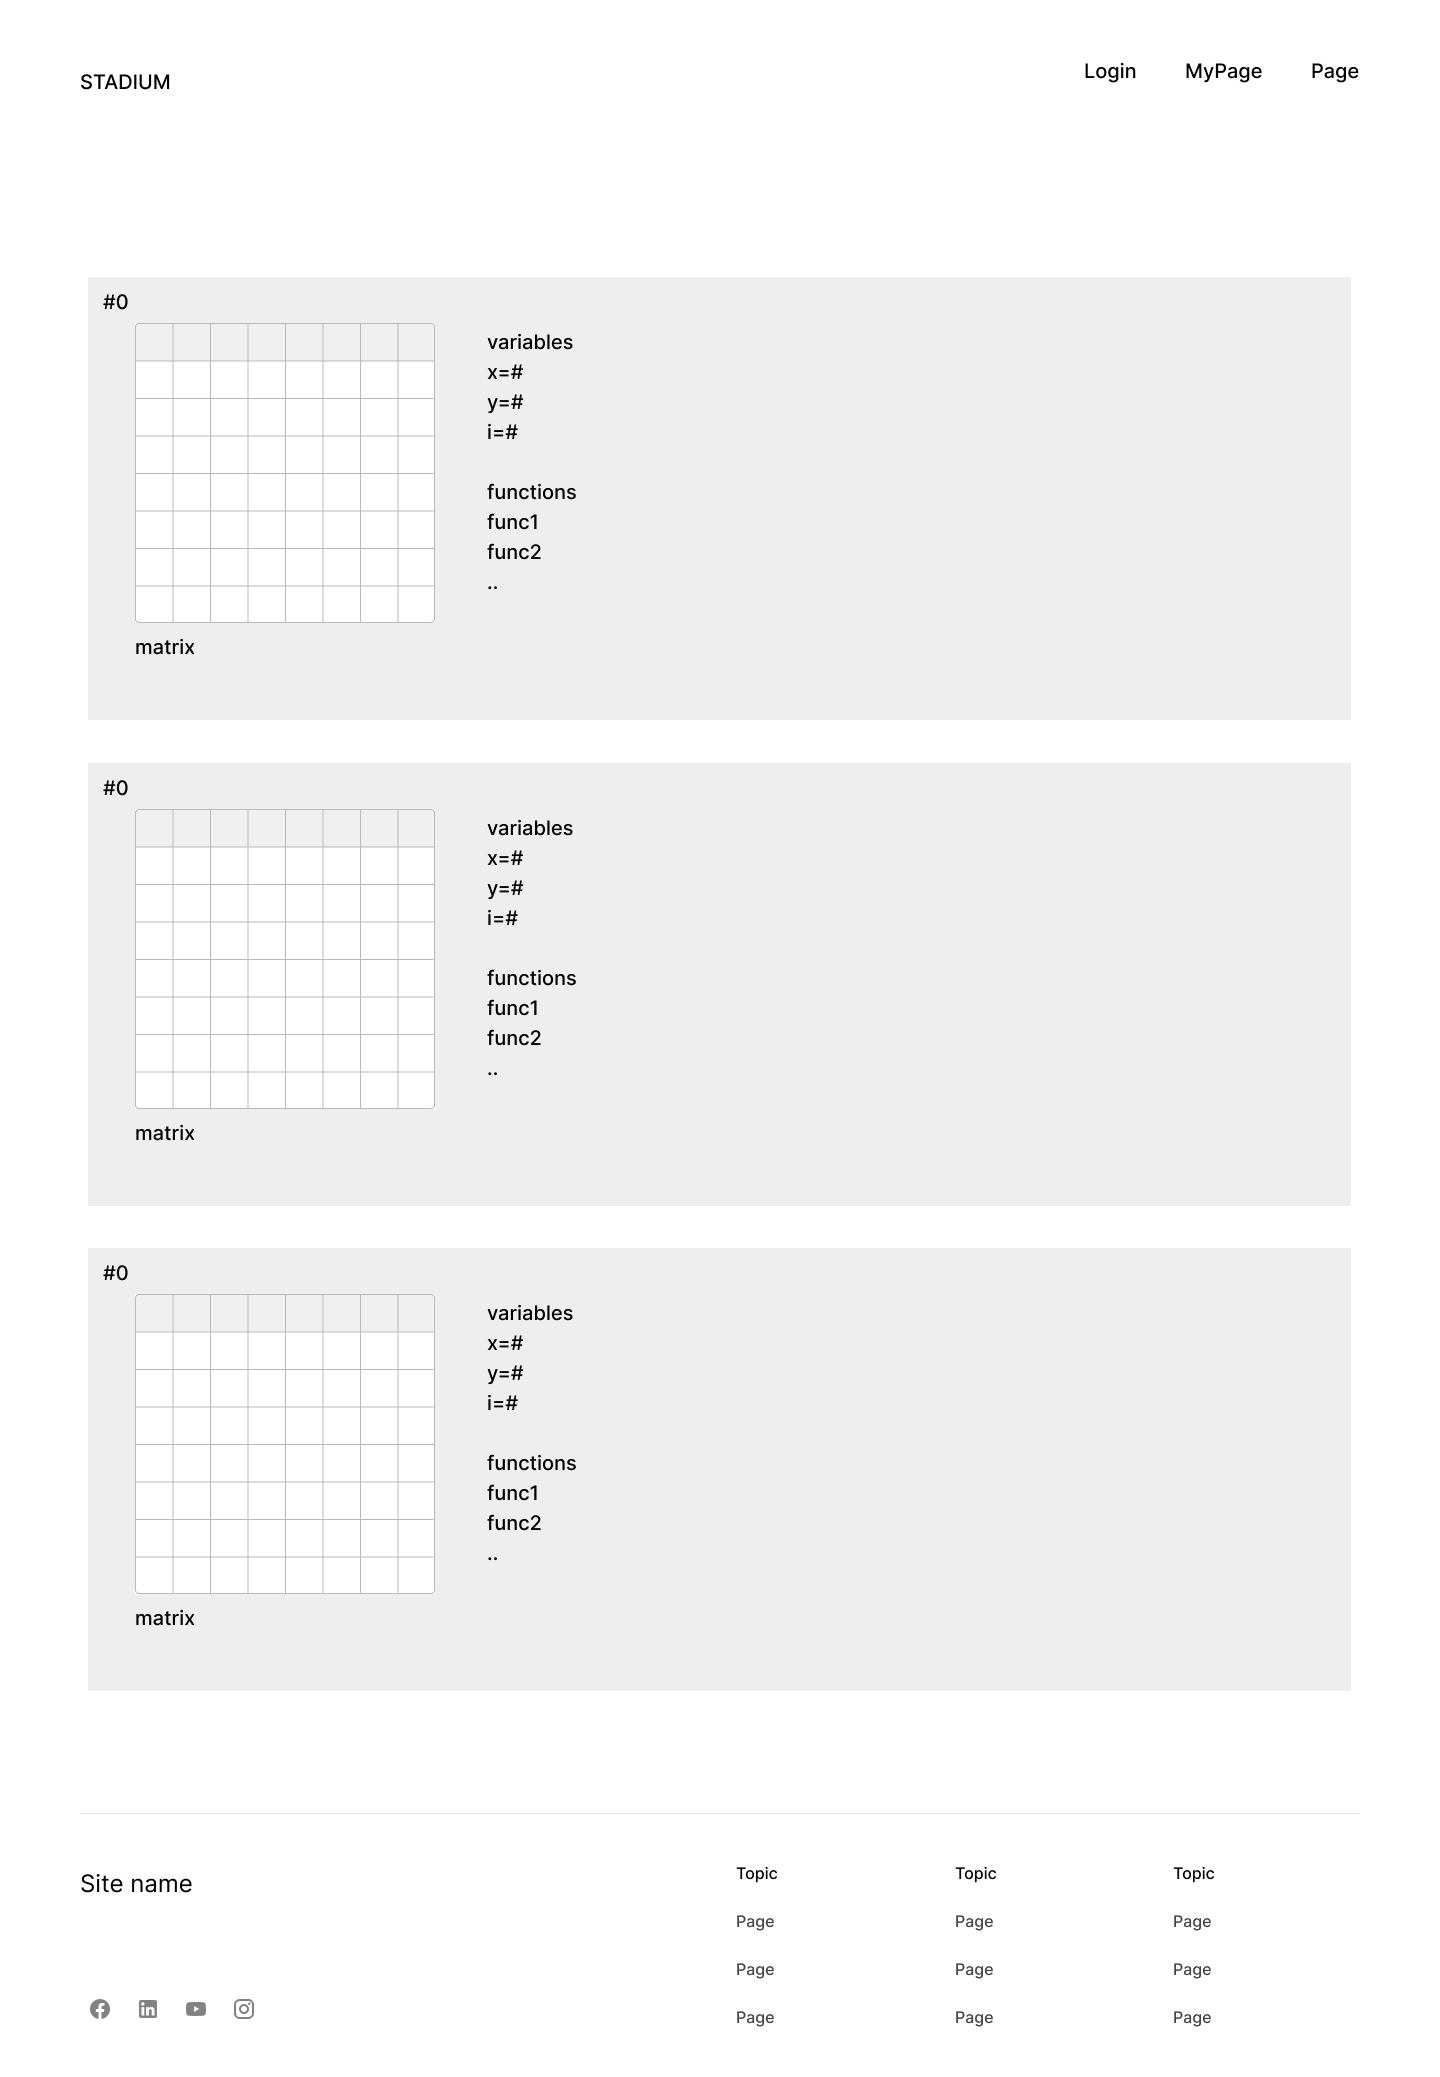 STADIUM
Login MyPage Page
#0
variables
x=#
y=#
i=#
functions
func1
func2
..
matrix
#0
variables
x=#
y=#
i=#
functions
func1
func2
..
matrix
#0
variables
x=#
y=#
i=#
functions
func1
func2
..
matrix
Site name
Topic Topic Topic
Page Page Page
Page Page Page
Page Page Page